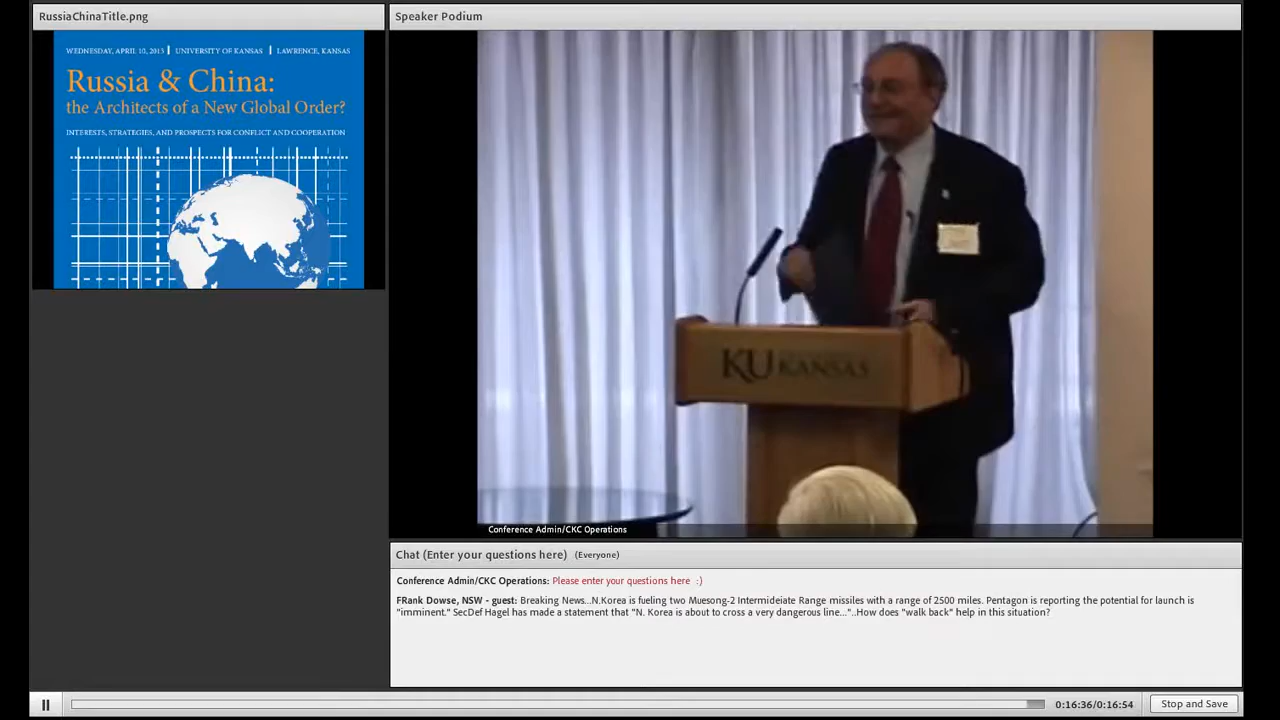 RussiaChinaTitle.png
WEDNESDAY, APRIL 10, 2013 | UNIVERSITY OF KANSAS | LAWRENCE, KANSAS
Russia & China:
the Architects of a New Global Order?
INTERESTS, STRATEGIES, AND PROSPECTS FOR CONFLICT AND COOPERATION
Speaker Podium
KU KANSAS
Conference Admin/CKC Operations
Chat (Enter your questions here) (Everyone)
Conference Admin/CKC Operations: Please enter your questions here :)
FRank Dowse, NSW - guest: Breaking News...N.Korea is fueling two Muesong-2 Intermideiate Range missiles with a range of 2500 miles. Pentagon is reporting the potential for launch is
"imminent." SecDef Hagel has made a statement that "N. Korea is about to cross a very dangerous line..."..How does "walk back" help in this situation?
0:16:36/0:16:54
Stop and Save